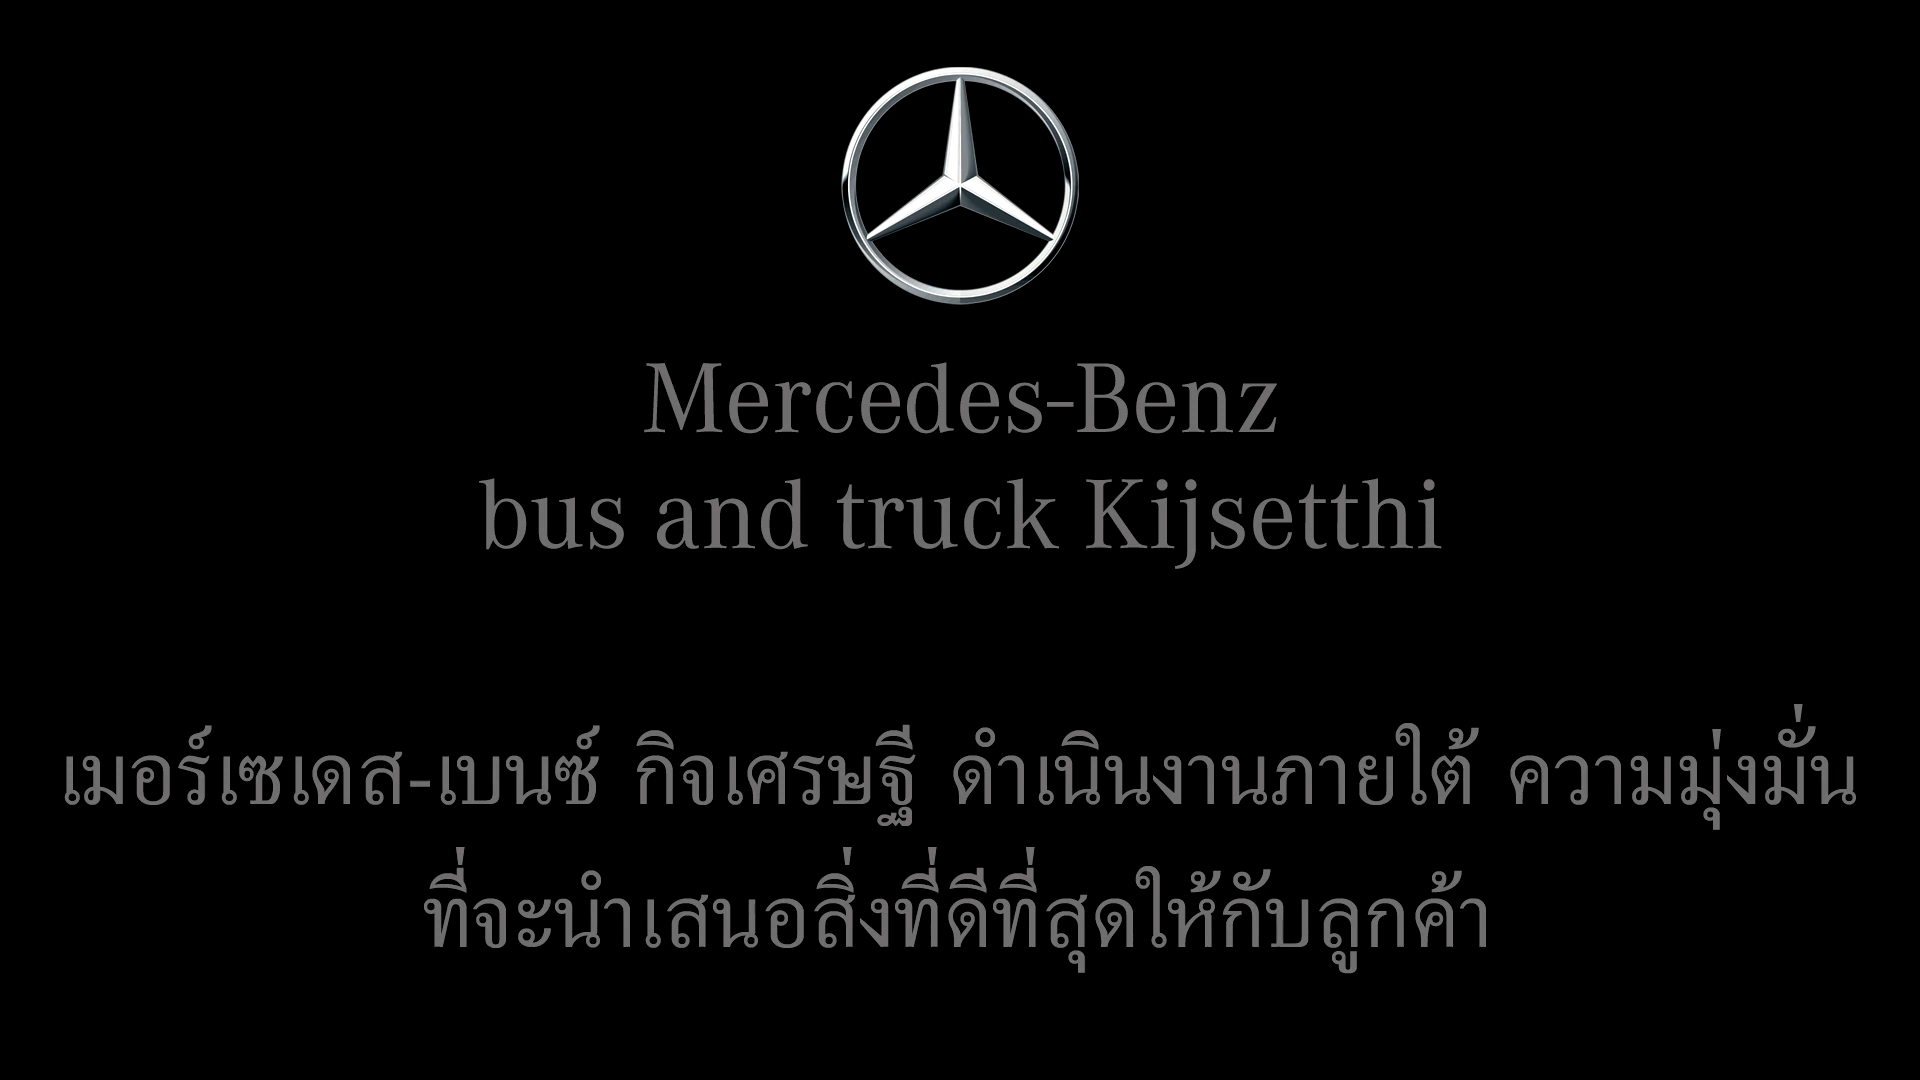 Mercedes-Benz
bus and truck Kijsetthi
เมอร์เซเดส-เบนซ์ กิจเศรษฐี ดำเนินงานภายใต้ ความมุ่งมั่น
ที่จะนำเสนอสิ่งที่ดีที่สุดให้กับลูกค้า